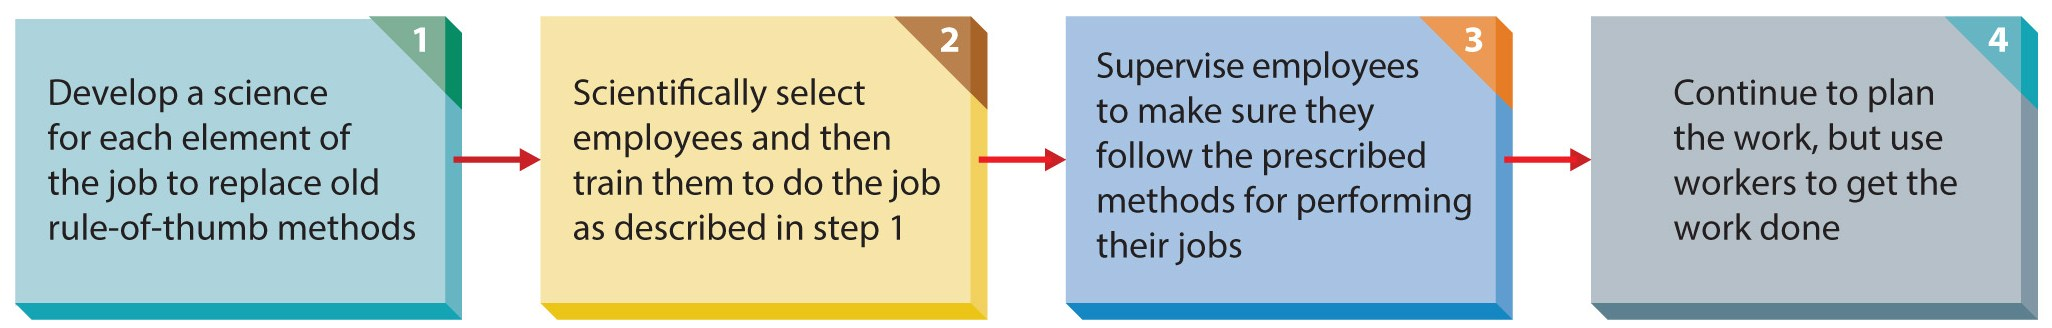 1
Develop a science
for each element of
the job to replace old
rule-of-thumb methods
2
Scientifically select
employees and then
train them to do the job
as described in step 1
3
Supervise employees
to make sure they
follow the prescribed
methods for performing
their jobs
4
Continue to plan
the work, but use
workers to get the
work done